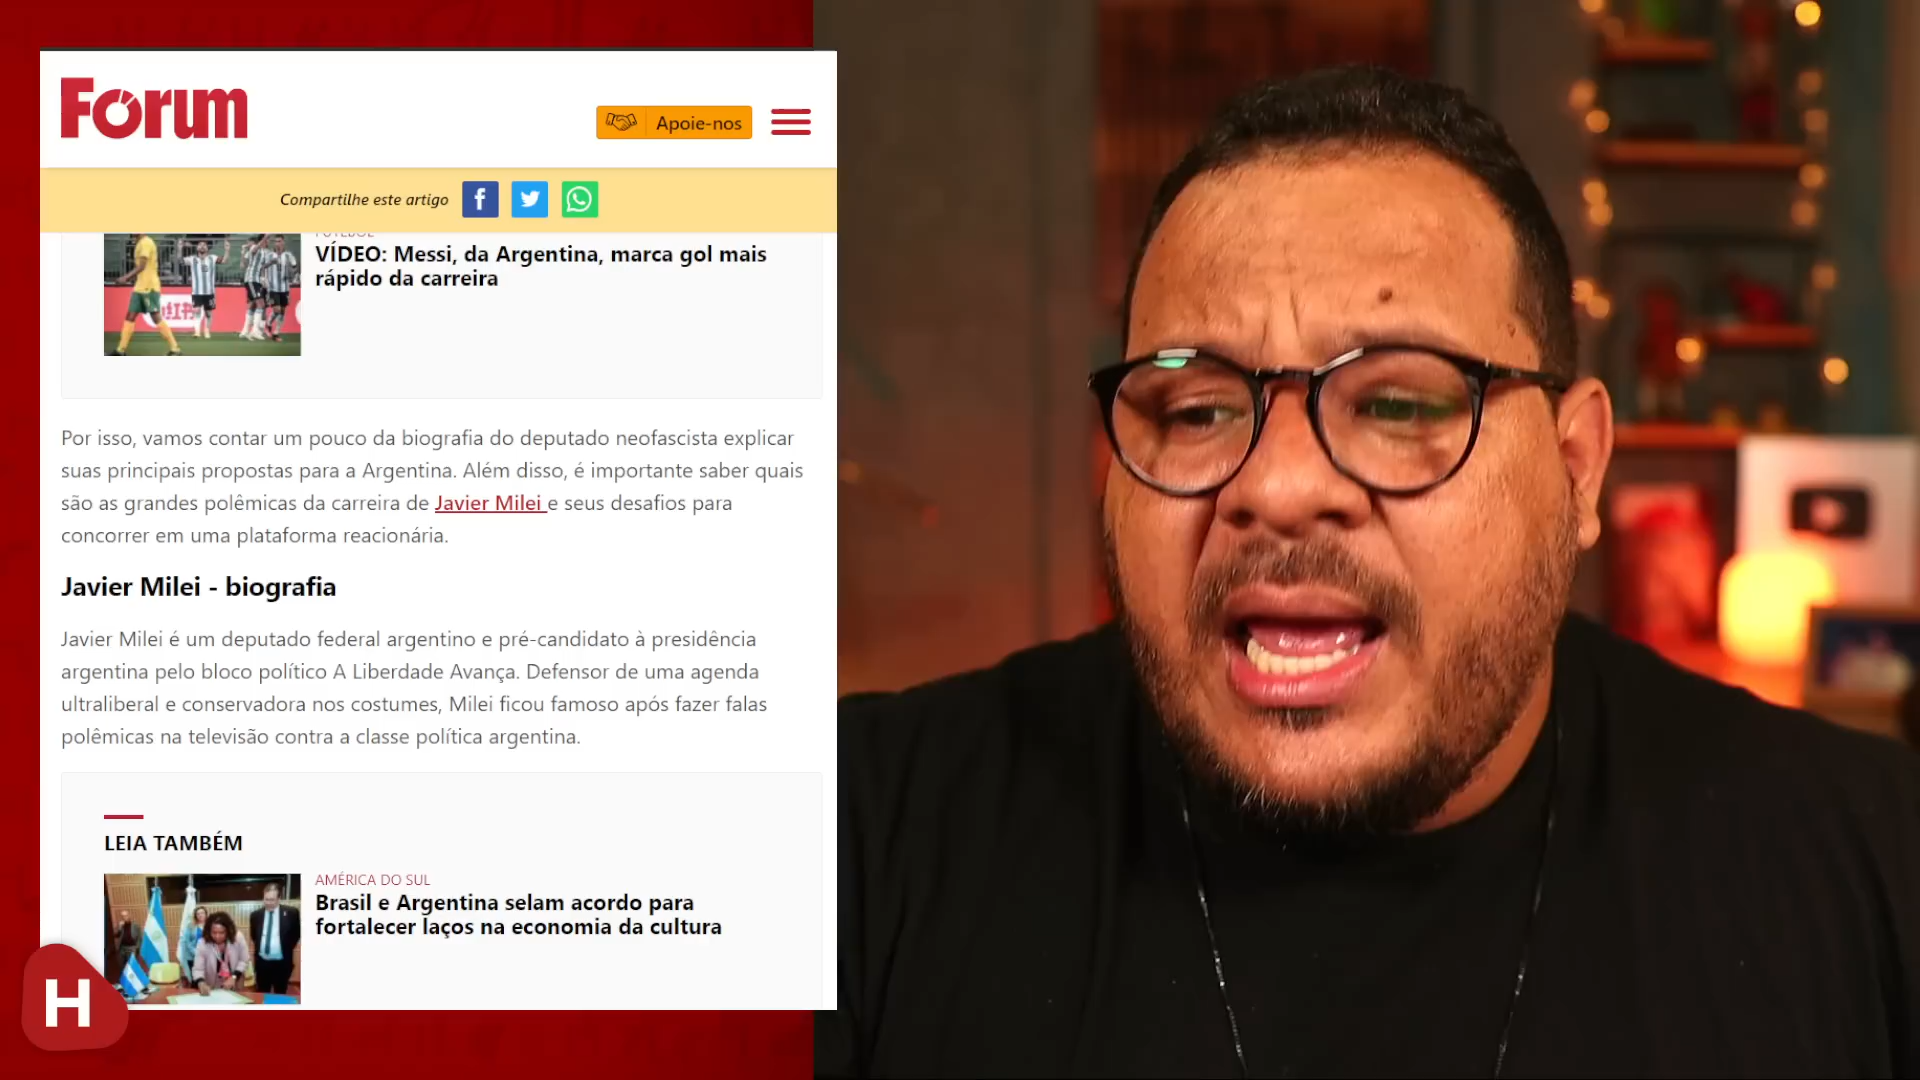 Fórum
Apoie-nos
Compartilhe este artigo
FUTEBOL
VÍDEO: Messi, da Argentina, marca gol mais
rápido da carreira
Por isso, vamos contar um pouco da biografia do deputado neofascista explicar
suas principais propostas para a Argentina. Além disso, é importante saber quais
são as grandes polêmicas da carreira de Javier Milei e seus desafios para
concorrer em uma plataforma reacionária.
Javier Milei - biografia
Javier Milei é um deputado federal argentino e pré-candidato à presidência
argentina pelo bloco político A Liberdade Avança. Defensor de uma agenda
ultraliberal e conservadora nos costumes, Milei ficou famoso após fazer falas
polêmicas na televisão contra a classe política argentina.
LEIA TAMBÉM
AMÉRICA DO SUL
Brasil e Argentina selam acordo para
fortalecer laços na economia da cultura
H